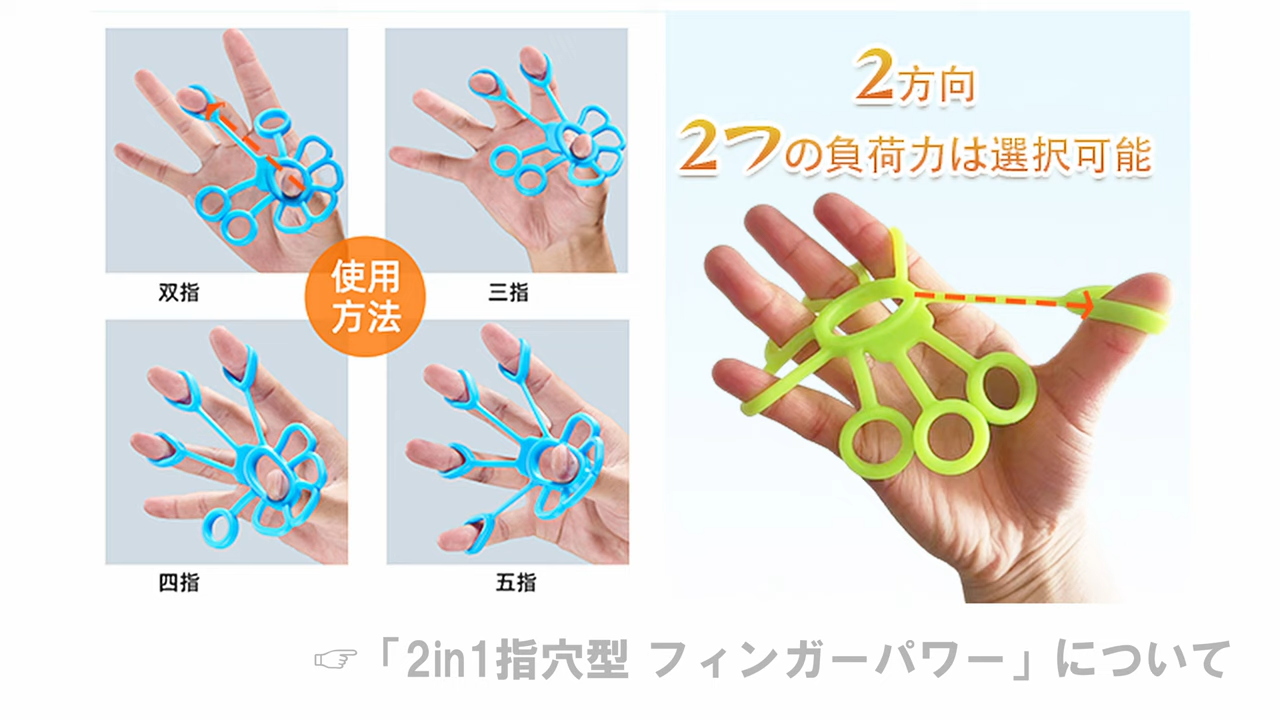 2方向
2つの負荷力は選択可能
双指
三指
使用
方法
四指
五指
☞「2in1指穴型 フィンガーパワー」について